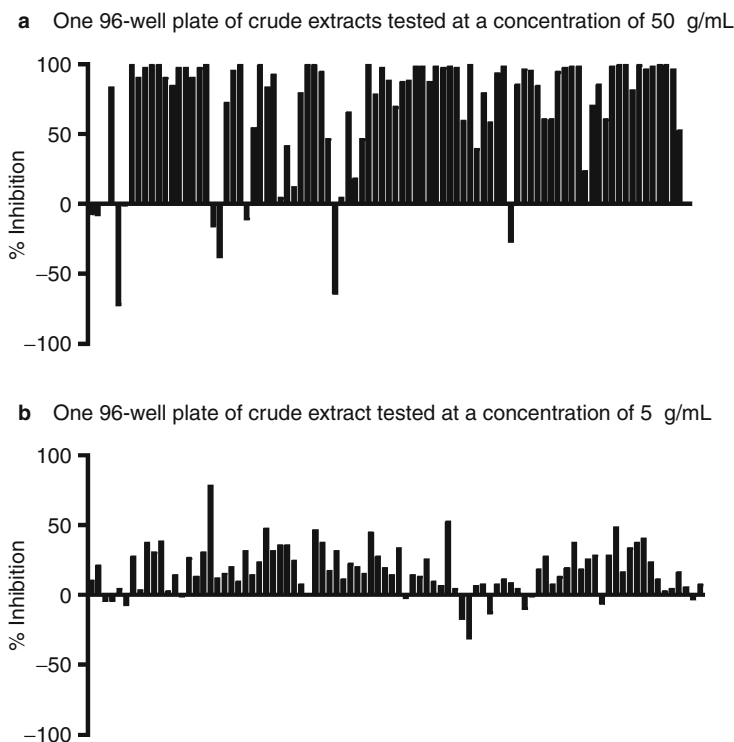 a One 96-well plate of crude extracts tested at a concentration of 50 g/mL
100
50
0
−50
−100
% Inhibition
b One 96-well plate of crude extract tested at a concentration of 5 g/mL
100
50
0
−50
−100
% Inhibition